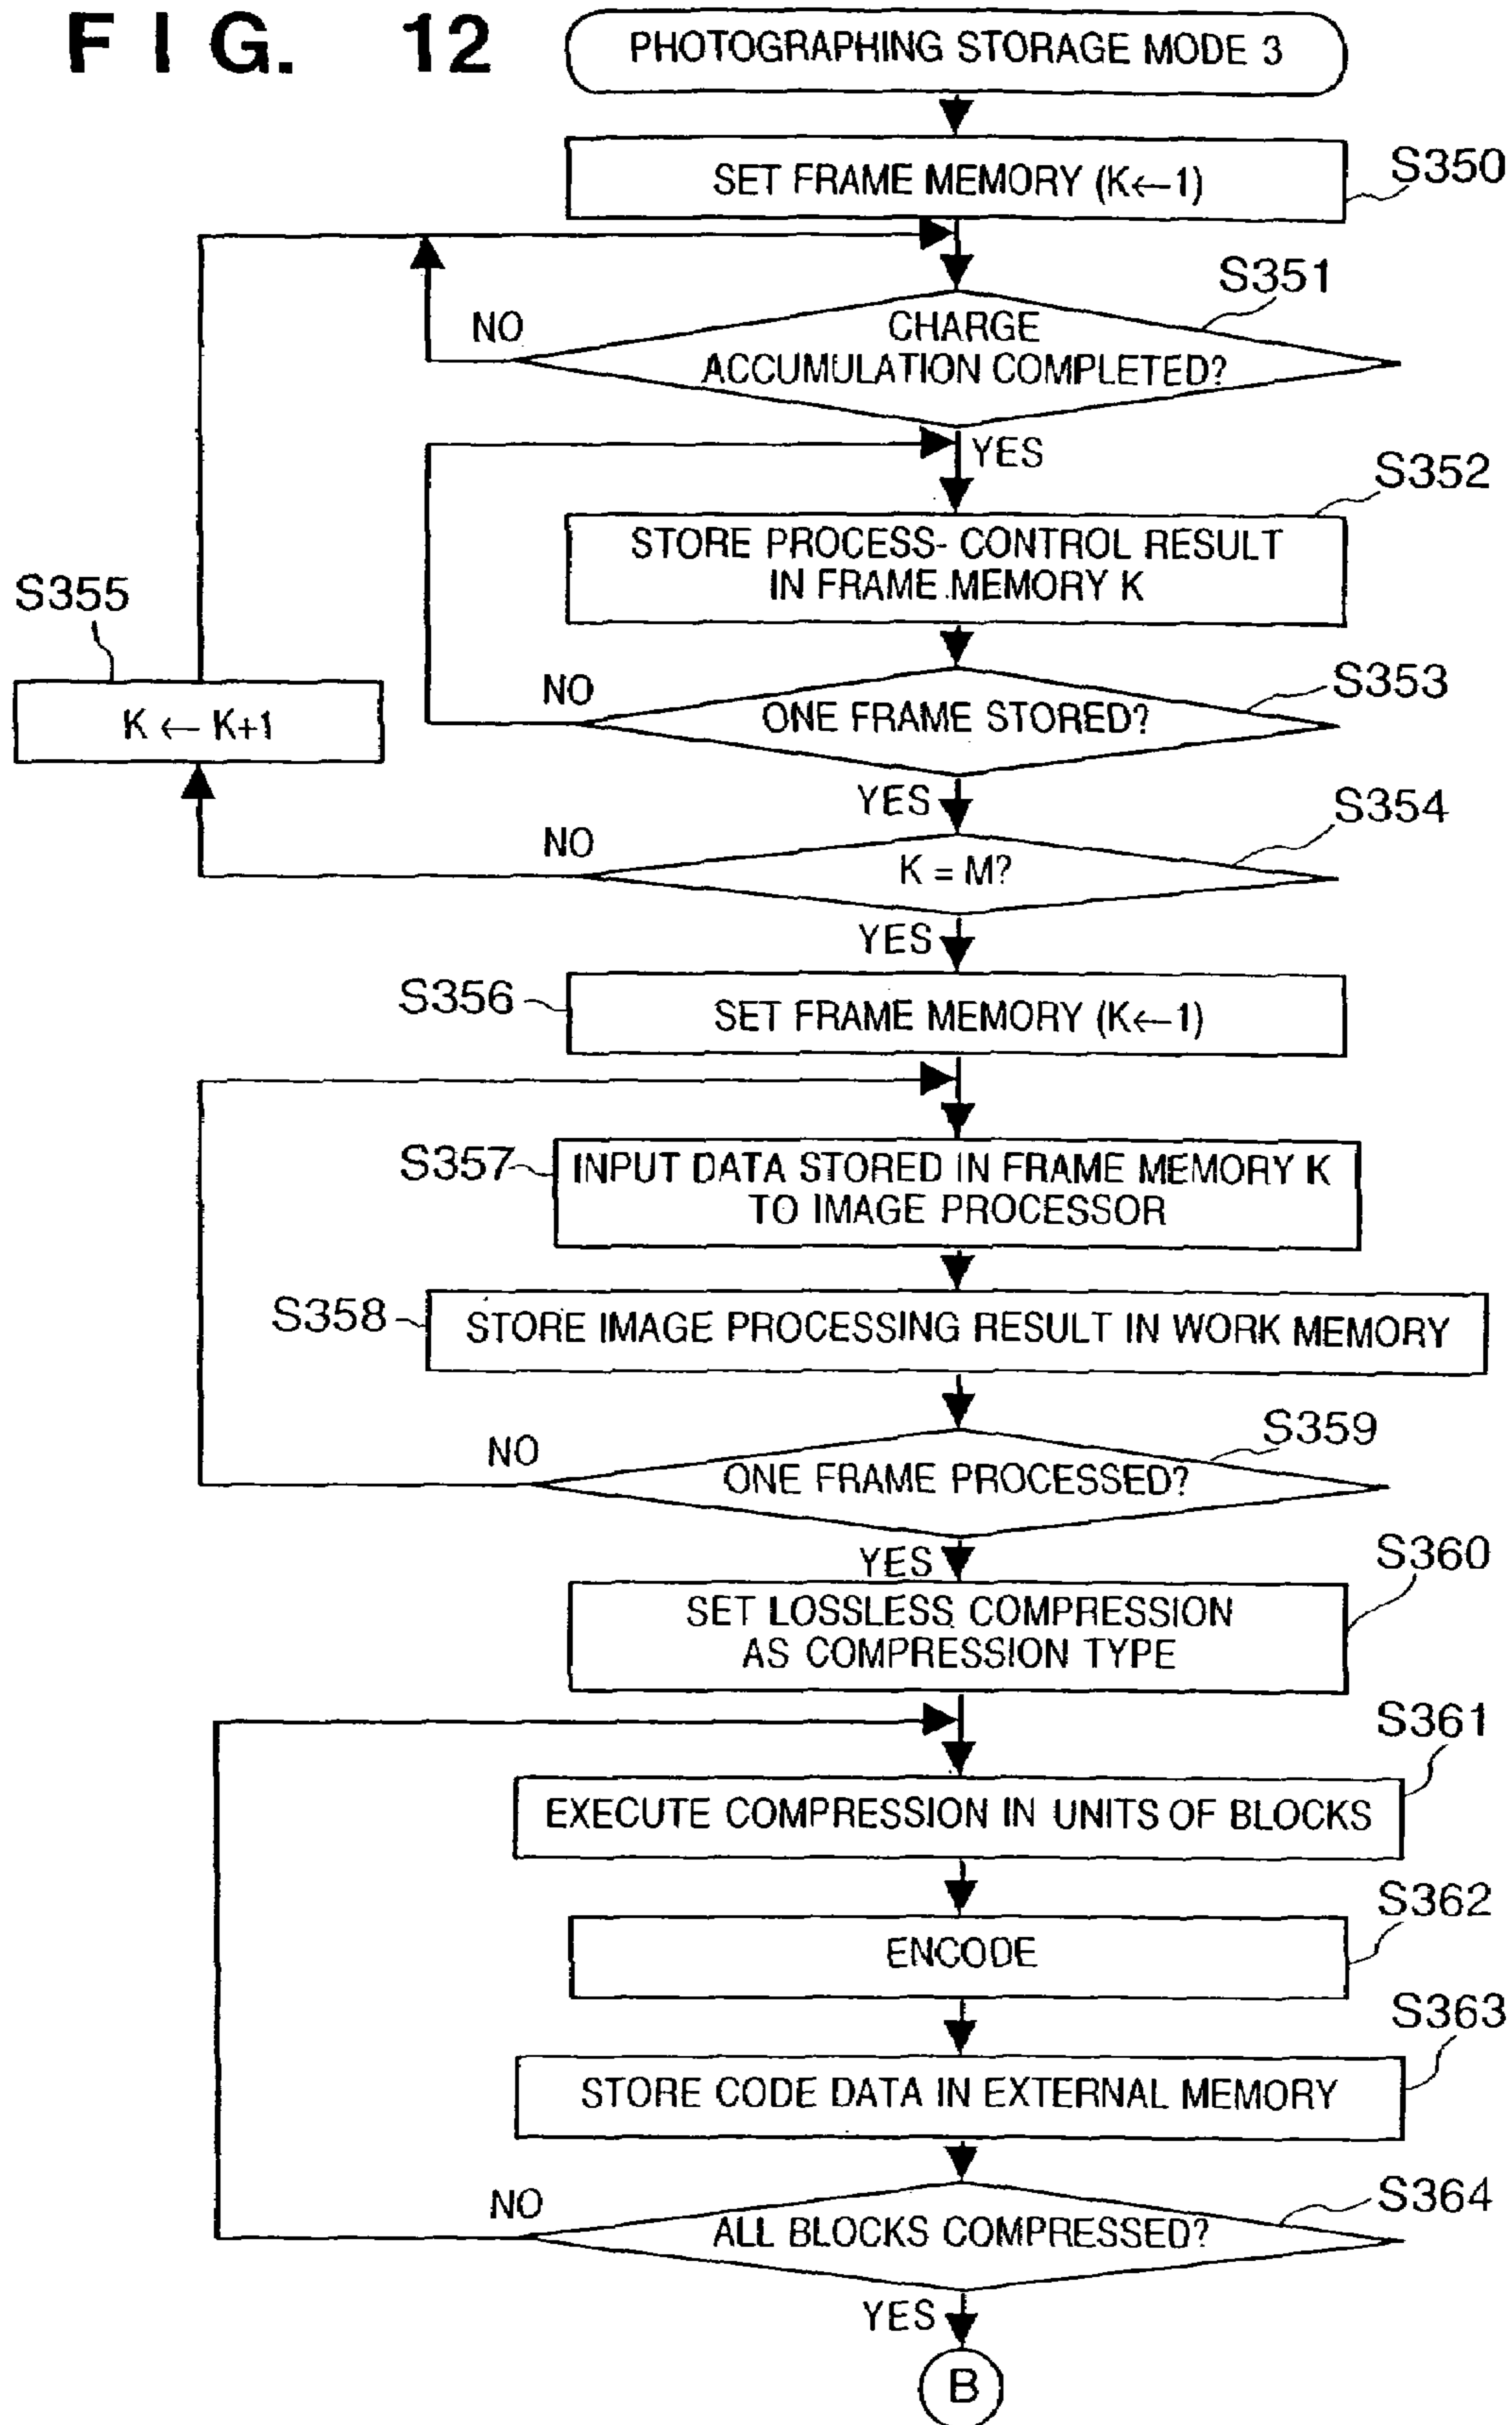 FIG. 12
PHOTOGRAPHING STORAGE MODE 3
SET FRAME MEMORY (K←1)
S350
S351
NO
CHARGE
ACCUMULATION COMPLETED?
YES
S352
STORE PROCESS- CONTROL RESULT
IN FRAME MEMORY K
S355
K ← K+1
NO
S353
ONE FRAME STORED?
YES
S354
NO
K = M?
YES
S356
SET FRAME MEMORY (K←1)
S357
INPUT DATA STORED IN FRAME MEMORY K
TO IMAGE PROCESSOR
S358
STORE IMAGE PROCESSING RESULT IN WORK MEMORY
S359
NO
ONE FRAME PROCESSED?
YES
S360
SET LOSSLESS COMPRESSION
AS COMPRESSION TYPE
S361
EXECUTE COMPRESSION IN UNITS OF BLOCKS
S362
ENCODE
S363
STORE CODE DATA IN EXTERNAL MEMORY
S364
NO
ALL BLOCKS COMPRESSED?
YES
B